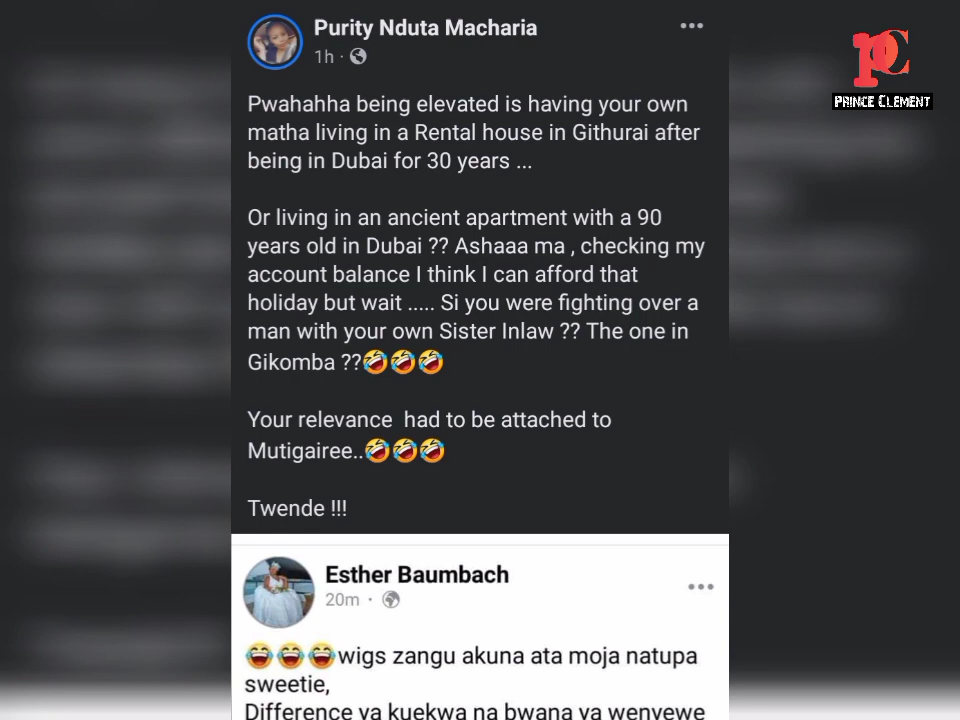 Purity Nduta Macharia
1h
Pwahahha being elevated is having your own
matha living in a Rental house in Githurai after
being in Dubai for 30 years ...
Or living in an ancient apartment with a 90
years old in Dubai ?? Ashaaa ma , checking my
account balance I think I can afford that
holiday but wait ..... Si you were fighting over a
man with your own Sister Inlaw ?? The one in
Gikomba ??🤣🤣🤣
Your relevance had to be attached to
Mutigairee..🤣🤣🤣
Twende !!!
Esther Baumbach
20m
😂😂😂wigs zangu akuna ata moja natupa
sweetie,
Difference ya kuekwa na bwana ya wenyewe
PC
PRINCE CLEMENT